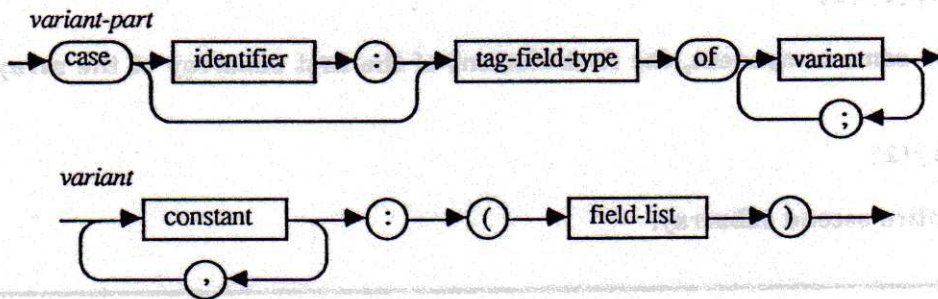 variant-part
case identifier : tag-field-type of variant
;
variant
constant : ( field-list )
,